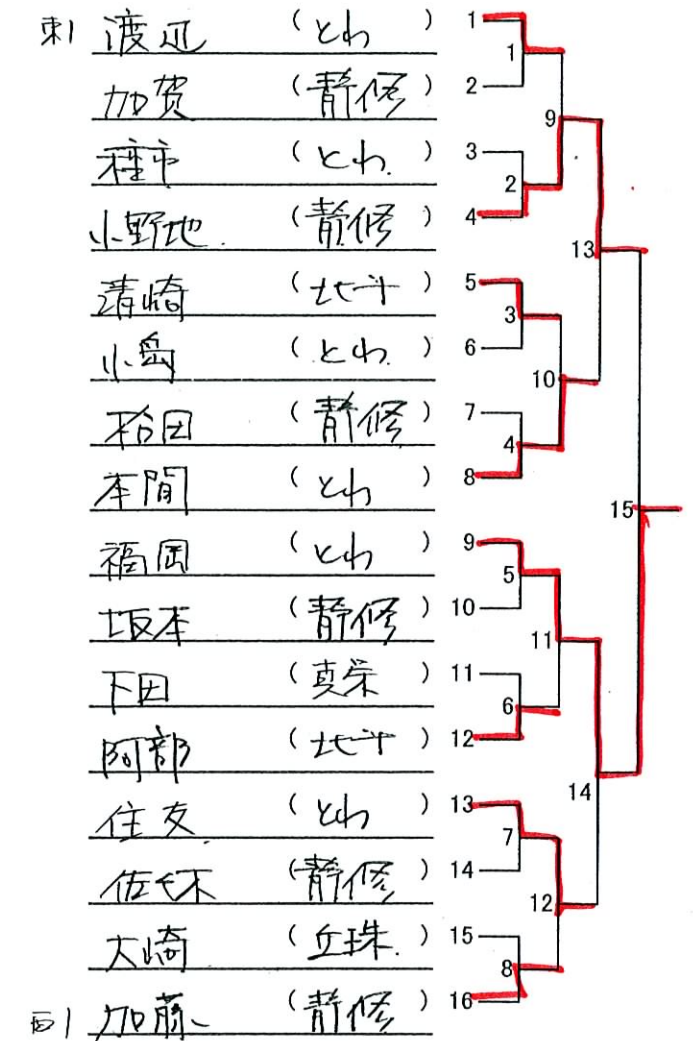 東1 渡辺 (とわ) 1
加賀 (静修) 2
種市 (とわ) 3
小野地 (静修) 4
清崎 (北斗) 5
小島 (とわ) 6
松田 (静修) 7
本間 (とわ) 8
福岡 (とわ) 9
坂本 (静修) 10
下田 (真栄) 11
阿部 (北斗) 12
住友 (とわ) 13
佐々木 (静修) 14
大崎 (丘珠) 15
西1 加藤 (静修) 16
1
9
2
13
3
10
4
15
5
11
6
14
7
12
8